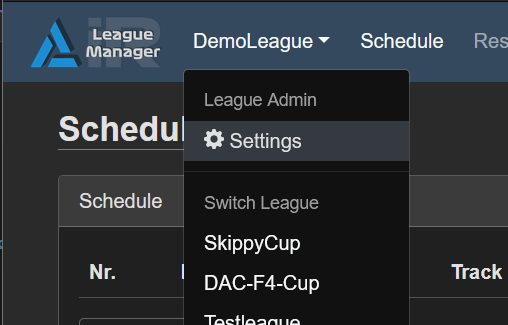 iR
League
Manager
DemoLeague
Schedule
Res
League Admin
Settings
Schedu
Switch League
Schedule
SkippyCup
Nr.
Track
DAC-F4-Cup
Testleague